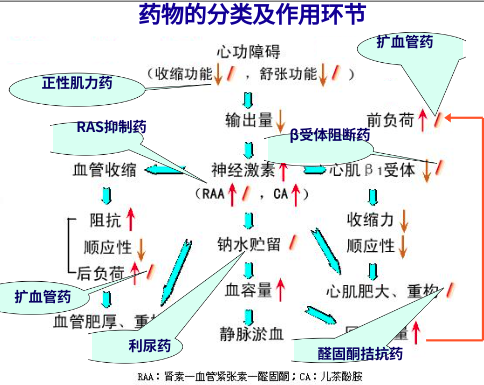 药物的分类及作用环节
扩血管药
心功障碍
正性肌力药
(收缩功能↓/，舒张功能↓/)
输出量↓
前负荷↑/
RAS抑制药
β受体阻断药
血管收缩
神经激素↑
心肌β₁受体↓/
(RAA↑/，CA↑)
阻抗↑
收缩力↓
顺应性↓
钠水贮留/
顺应性↓
后负荷↑/
扩血管药
血容量↑
心肌肥大、重构/
血管肥厚、重
利尿药
静脉淤血
量↑
醛固酮拮抗药
RAA：肾素一血管紧张素一醛固酮；CA：儿茶酚胺